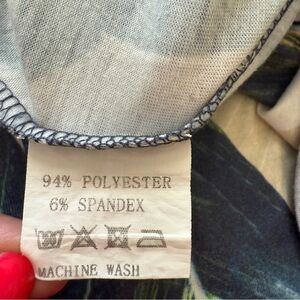 94% POLYESTER
6% SPANDEX
MACHINE WASH